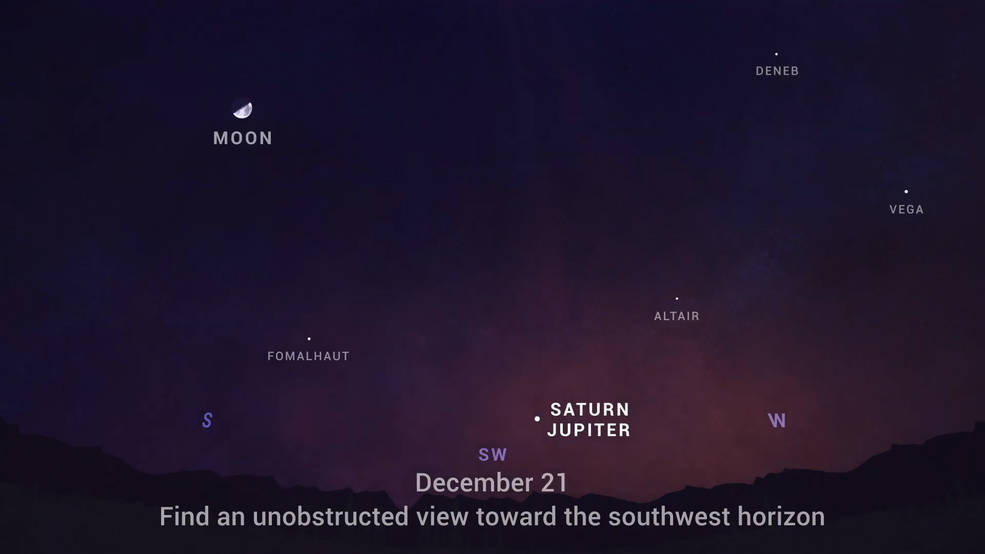 DENEB
MOON
VEGA
ALTAIR
FOMALHAUT
SATURN
JUPITER
S
W
SW
December 21
Find an unobstructed view toward the southwest horizon